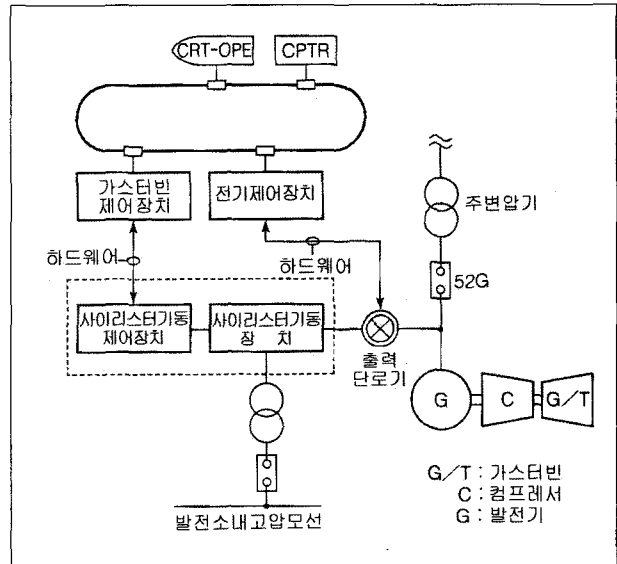 CRT-OPE
CPTR
가스터빈
제어장치
전기제어장치
주변압기
하드웨어
하드웨어
52G
사이리스터기동
제어장치
사이리스터기동
장 치
출력
단로기
G
C
G/T
발전소내고압모선
G/T : 가스터빈
C : 컴프레서
G : 발전기